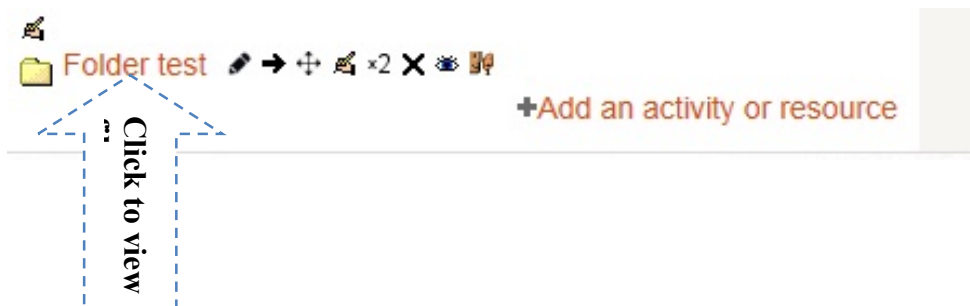 Folder test ×2
+Add an activity or resource
Click to view